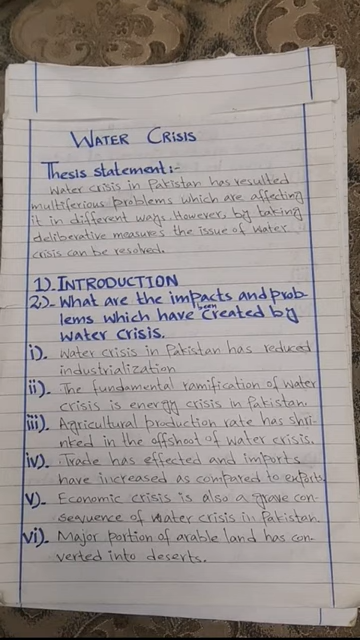 WATER CRISIS
Thesis statement:-
Water crisis in Pakistan has resulted
multiferious problems which are affecting
it in different ways. However, by taking
deliberative measures the issue of water
crisis can be resolved.
1). INTRODUCTION
2).- What are the impacts and prob-
lems which have been created by
water crisis.
i). Water crisis in Pakistan has reduced
industrialization
ii). The fundamental ramification of water
crisis is energy crisis in Pakistan.
iii). Agricultural production rate has shri-
nked in the offshoot of water crisis.
iv). Trade has effected and imports
have increased as compared to exports.
v). Economic crisis is also a grave con-
sequence of water crisis in Pakistan.
vi). Major portion of arable land has con-
verted into deserts.